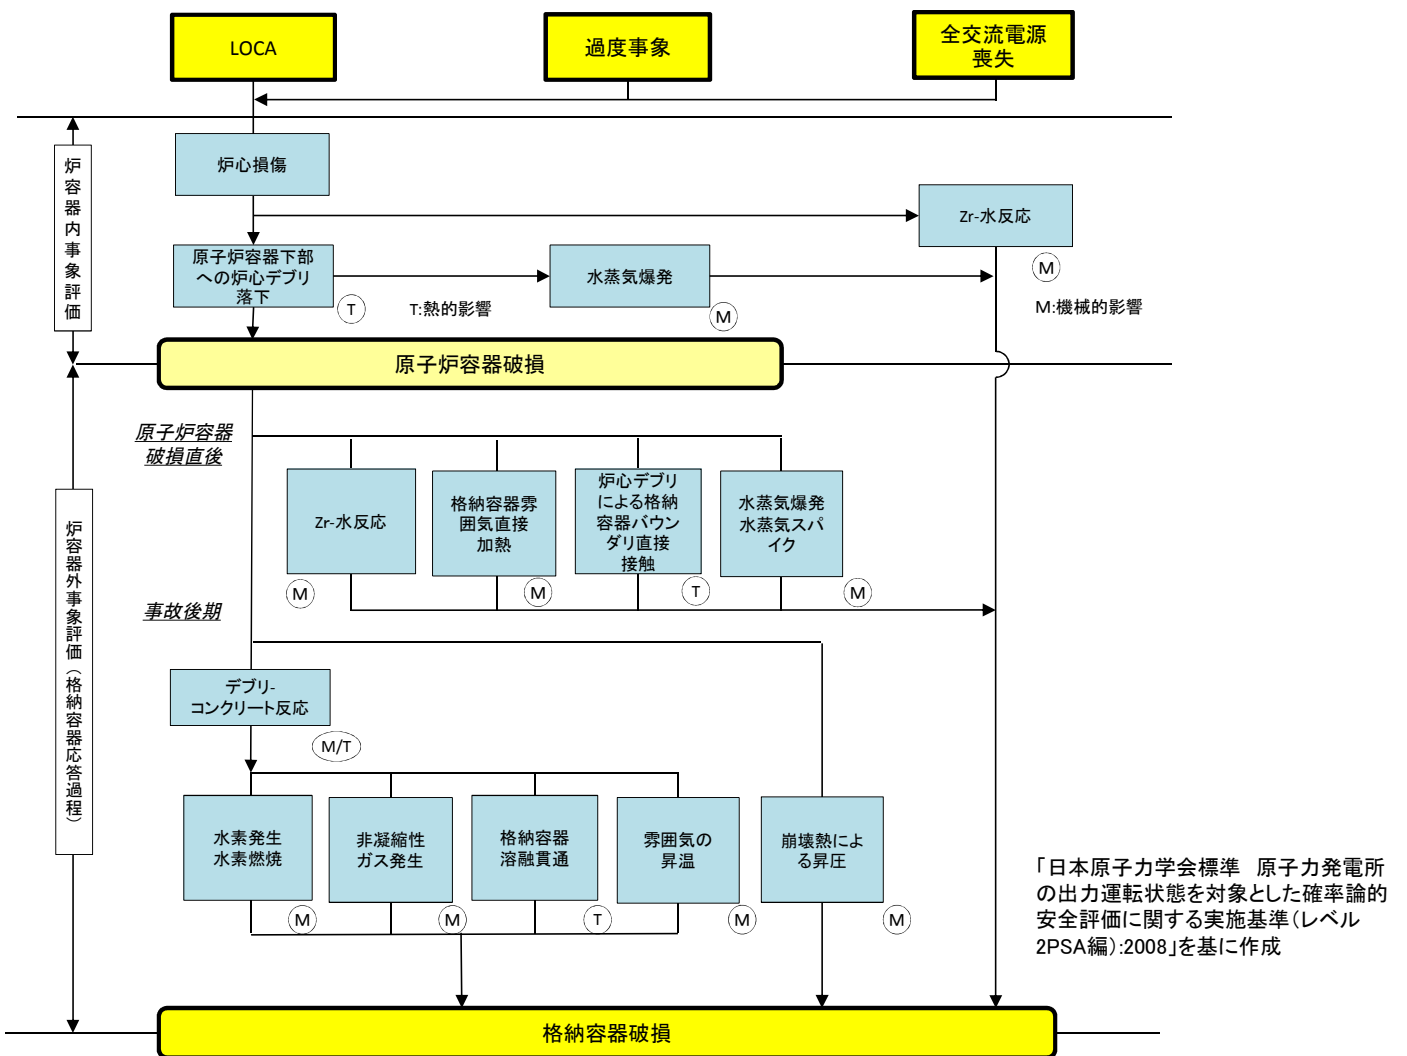 LOCA
過度事象
全交流電源
喪失
炉容器内事象評価
炉心損傷
Zr-水反応
M
原子炉容器下部
への炉心デブリ
落下
T
T:熱的影響
水蒸気爆発
M
M:機械的影響
原子炉容器破損
原子炉容器
破損直後
炉容器外事象評価(格納容器応答過程)
Zr-水反応
M
格納容器雰
囲気直接
加熱
M
炉心デブリ
による格納
容器バウン
ダリ直接
接触
T
水蒸気爆発
水蒸気スパ
イク
M
事故後期
デブリ-
コンクリート反応
M/T
水素発生
水素燃焼
M
非凝縮性
ガス発生
M
格納容器
溶融貫通
T
雰囲気の
昇温
M
崩壊熱によ
る昇圧
M
「日本原子力学会標準 原子力発電所
の出力運転状態を対象とした確率論的
安全評価に関する実施基準(レベル
2PSA編):2008」を基に作成
格納容器破損